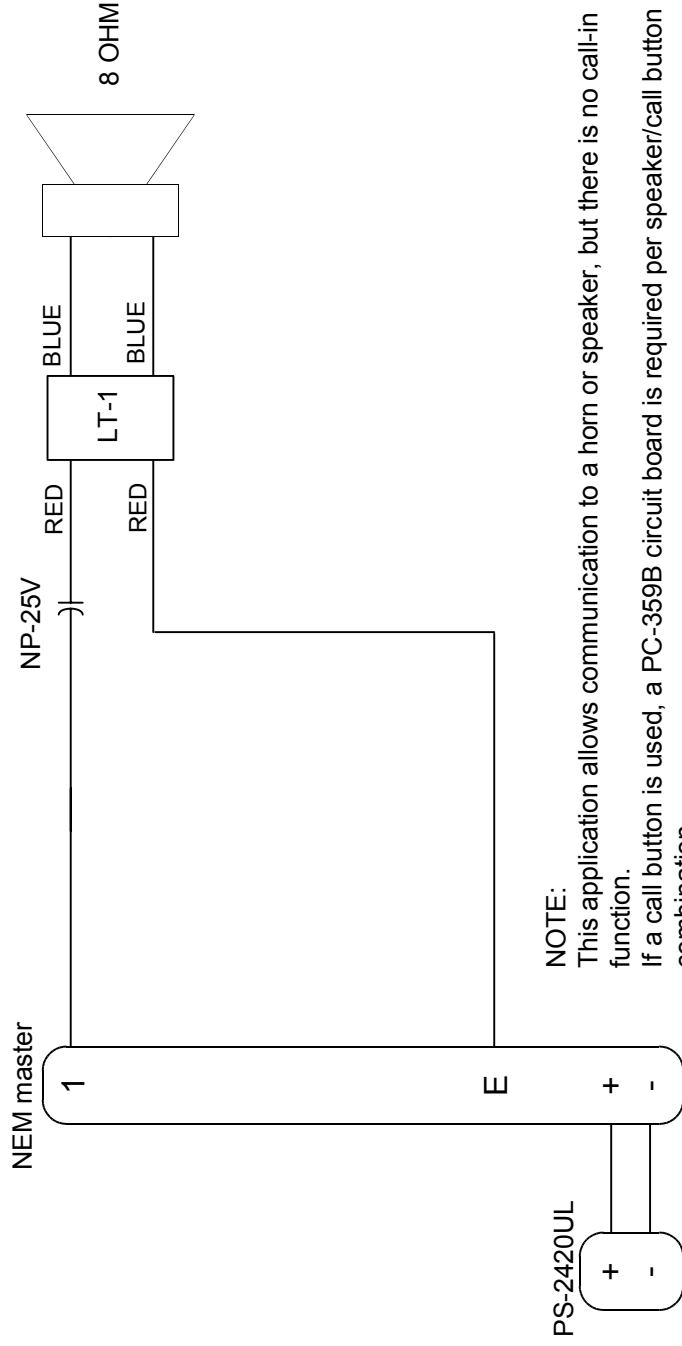 NEM master
1
E
+
-
PS-2420UL
+
-
NP-25V
RED
RED
LT-1
BLUE
BLUE
8 OHM
NOTE:
This application allows communication to a horn or speaker, but there is no call-in
function.
If a call button is used, a PC-359B circuit board is required per speaker/call button
combination